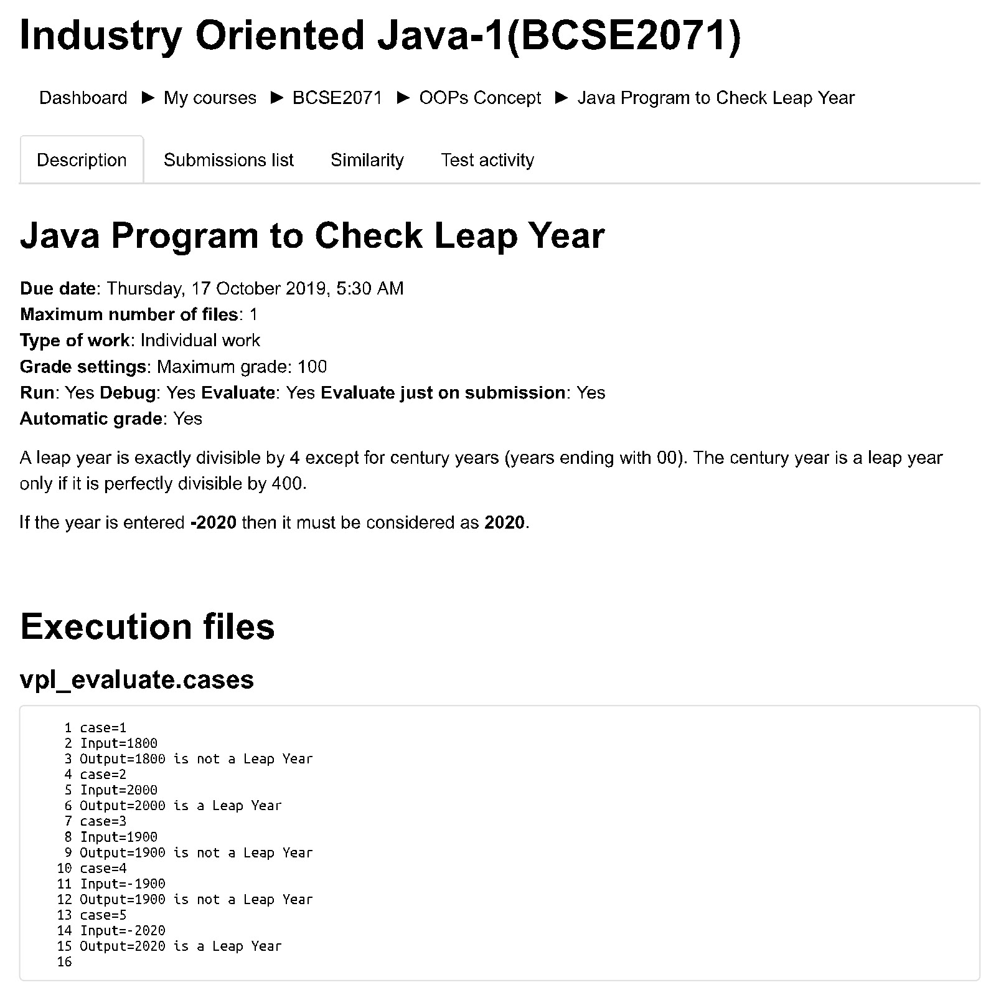 Industry Oriented Java-1(BCSE2071)
Dashboard ► My courses ► BCSE2071 ► OOPs Concept ► Java Program to Check Leap Year
Description Submissions list Similarity Test activity
Java Program to Check Leap Year
Due date: Thursday, 17 October 2019, 5:30 AM
Maximum number of files: 1
Type of work: Individual work
Grade settings: Maximum grade: 100
Run: Yes Debug: Yes Evaluate: Yes Evaluate just on submission: Yes
Automatic grade: Yes
A leap year is exactly divisible by 4 except for century years (years ending with 00). The century year is a leap year
only if it is perfectly divisible by 400.
If the year is entered -2020 then it must be considered as 2020.
Execution files
vpl_evaluate.cases
1 case=1
2 Input=1800
3 Output=1800 is not a Leap Year
4 case=2
5 Input=2000
6 Output=2000 is a Leap Year
7 case=3
8 Input=1900
9 Output=1900 is not a Leap Year
10 case=4
11 Input=-1900
12 Output=1900 is not a Leap Year
13 case=5
14 Input=-2020
15 Output=2020 is a Leap Year
16